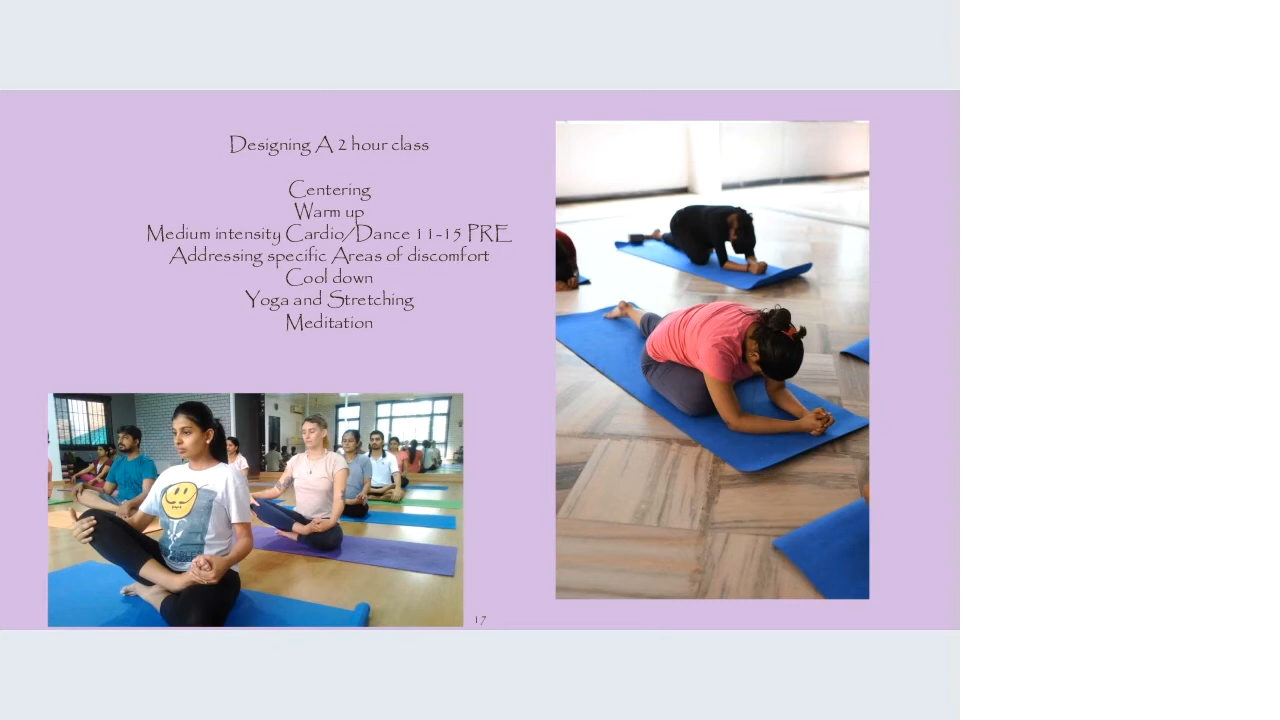 Designing A 2 hour class
Centering
Warm up
Medium intensity Cardio/Dance 11-15 PRE
Addressing specific Areas of discomfort
Cool down
Yoga and Stretching
Meditation
17